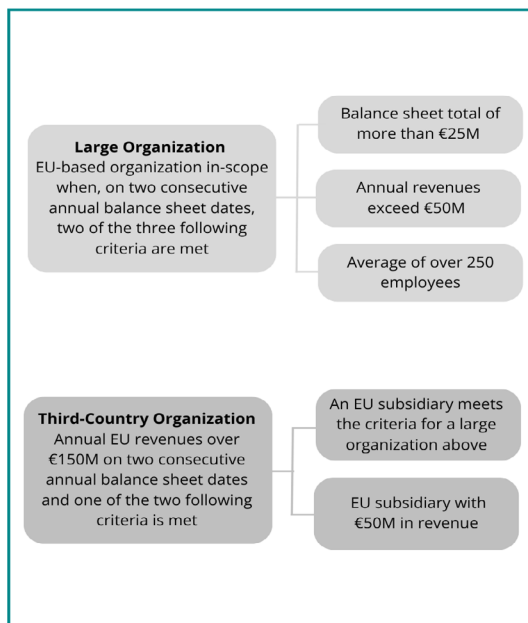 Large Organization
EU-based organization in-scope
when, on two consecutive
annual balance sheet dates,
two of the three following
criteria are met
Balance sheet total of
more than €25M
Annual revenues
exceed €50M
Average of over 250
employees
Third-Country Organization
Annual EU revenues over
€150M on two consecutive
annual balance sheet dates
and one of the two following
criteria is met
An EU subsidiary meets
the criteria for a large
organization above
EU subsidiary with
€50M in revenue